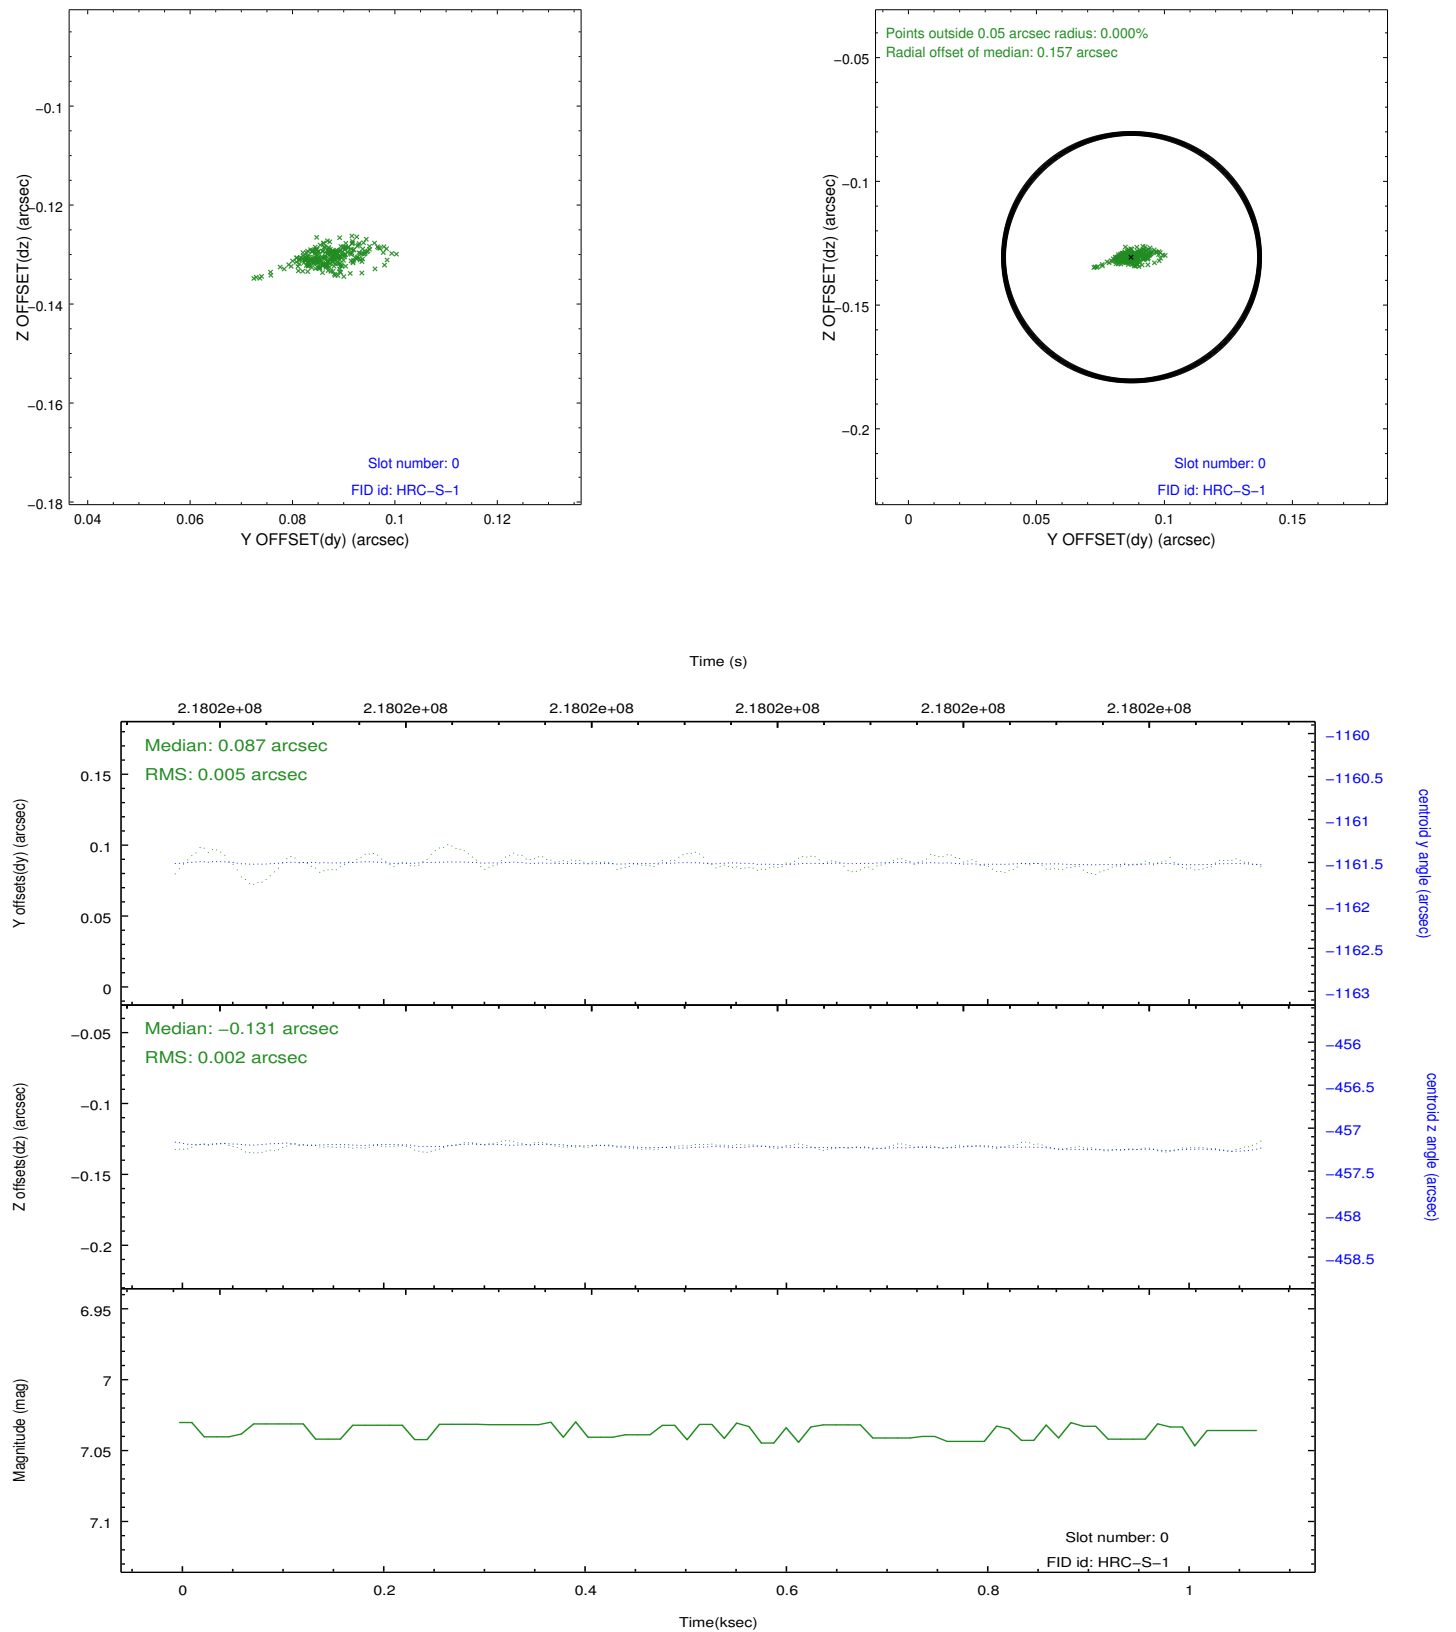 −0.1
−0.12
−0.14
−0.16
−0.18
Z OFFSET(dz) (arcsec)
Slot number: 0
FID id: HRC−S−1
0.04 0.06 0.08 0.1 0.12
Y OFFSET(dy) (arcsec)
Points outside 0.05 arcsec radius: 0.000%
Radial offset of median: 0.157 arcsec
−0.05
−0.1
−0.15
−0.2
Z OFFSET(dz) (arcsec)
Slot number: 0
FID id: HRC−S−1
0 0.05 0.1 0.15
Y OFFSET(dy) (arcsec)
Time (s)
2.1802e+08 2.1802e+08 2.1802e+08 2.1802e+08 2.1802e+08 2.1802e+08
Median: 0.087 arcsec
RMS: 0.005 arcsec
0.15
0.1
0.05
0
Y offsets(dy) (arcsec)
−1160
−1160.5
−1161
−1161.5
−1162
−1162.5
−1163
centroid y angle (arcsec)
Median: −0.131 arcsec
RMS: 0.002 arcsec
−0.05
−0.1
−0.15
−0.2
Z offsets(dz) (arcsec)
−456
−456.5
−457
−457.5
−458
−458.5
centroid z angle (arcsec)
6.95
7
7.05
7.1
Magnitude (mag)
Slot number: 0
FID id: HRC−S−1
0 0.2 0.4 0.6 0.8 1
Time(ksec)